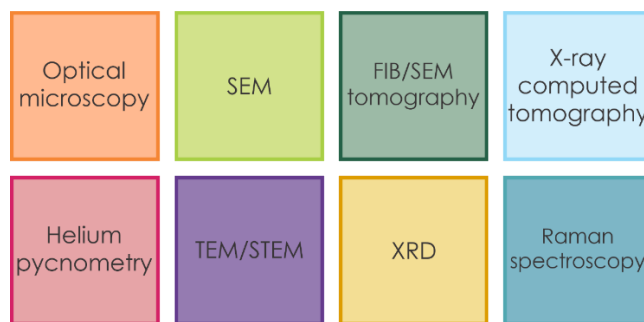 Optical
microscopy
SEM
FIB/SEM
tomography
X-ray
computed
tomography
Helium
pycnometry
TEM/STEM
XRD
Raman
spectroscopy